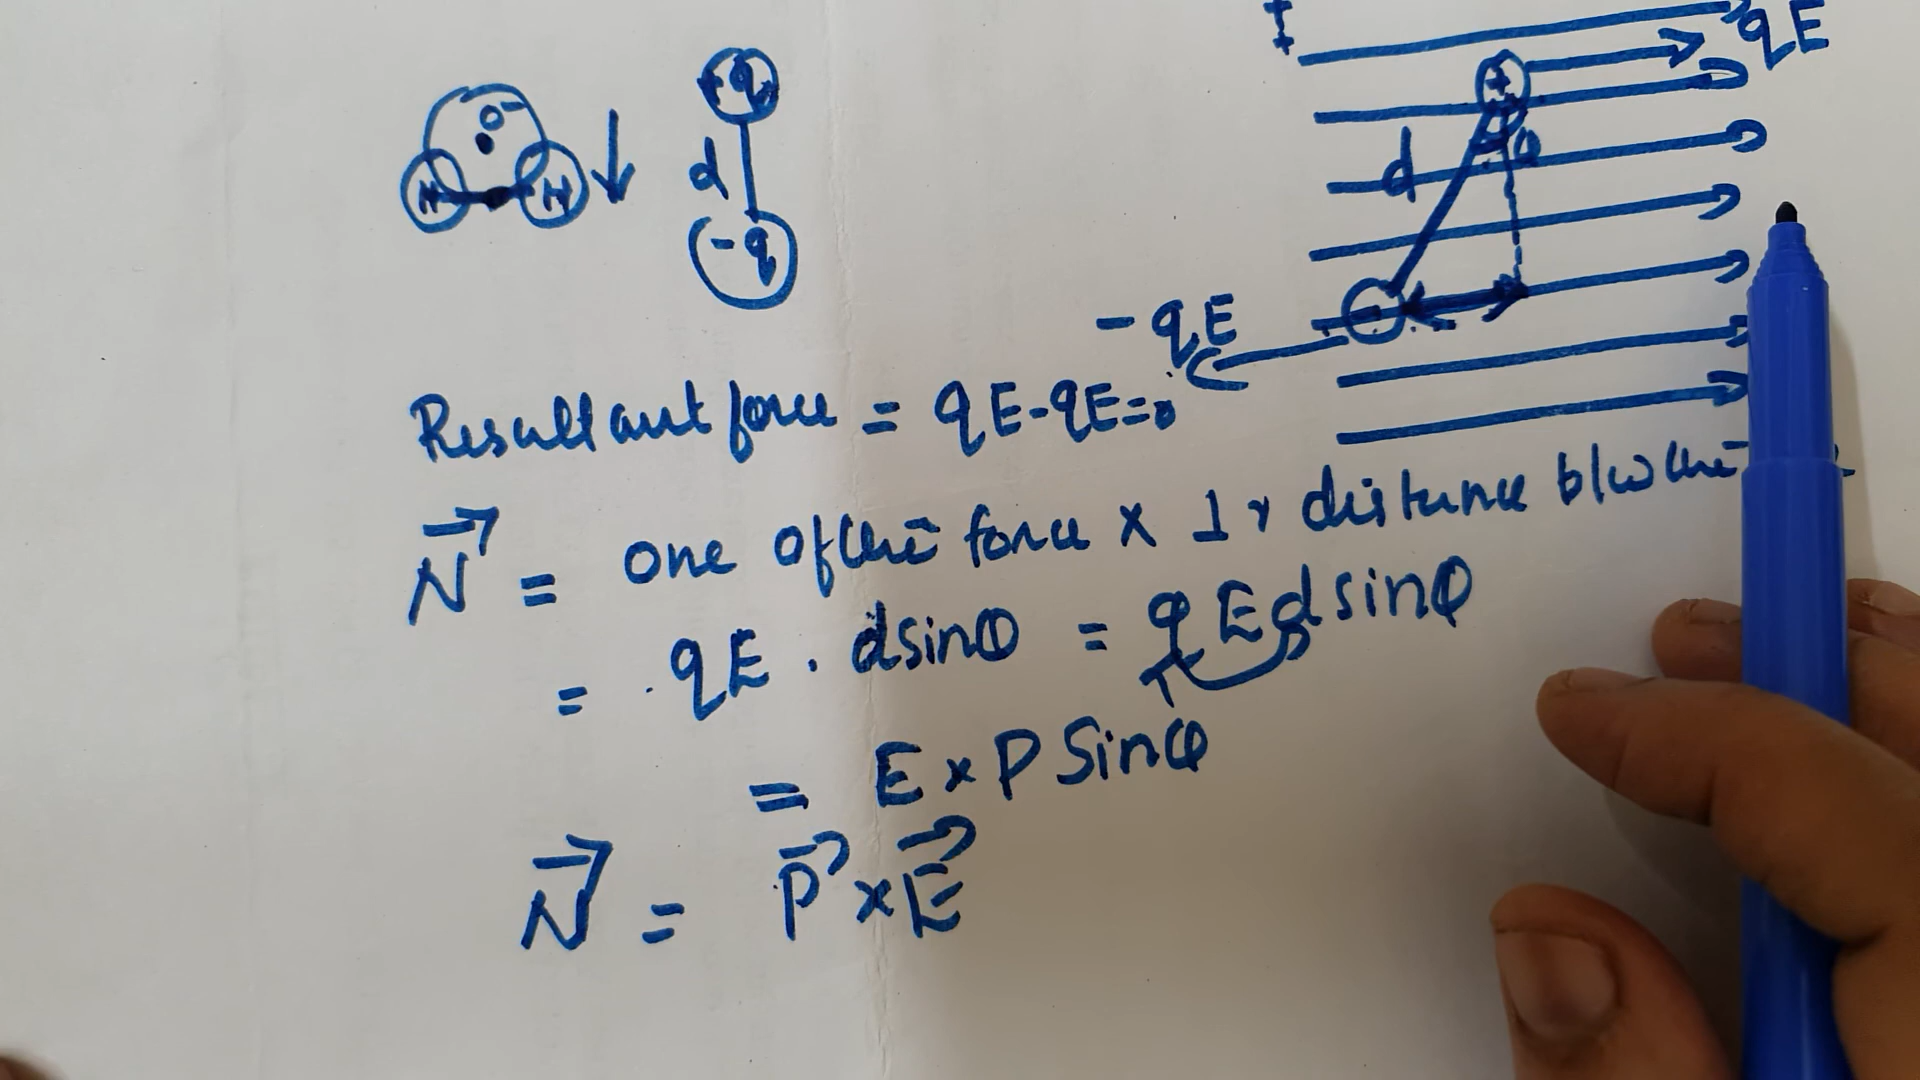 +
+
qE
+
d
θ
-
-qE
O-
H H
+q
d
-q
Resultant force = qE-qE=0
N = one of the force x ⊥r distance b/w the
= qE . dsinθ = qEdsinθ
= E x P Sinθ
N = P x E